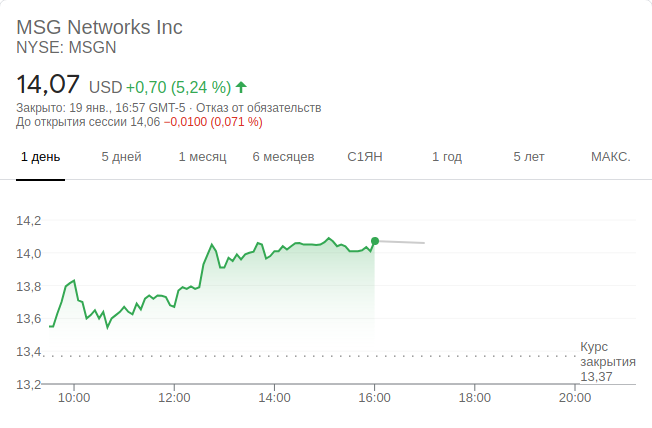 MSG Networks Inc
NYSE: MSGN
14,07 USD +0,70 (5,24 %)
Закрыто: 19 янв., 16:57 GMT-5 · Отказ от обязательств
До открытия сессии 14,06 −0,0100 (0,071 %)
1 день 5 дней 1 месяц 6 месяцев С1ЯН 1 год 5 лет МАКС.
14,2
14,0
13,8
13,6
13,4
13,2
Курс
закрытия
13,37
10:00 12:00 14:00 16:00 18:00 20:00